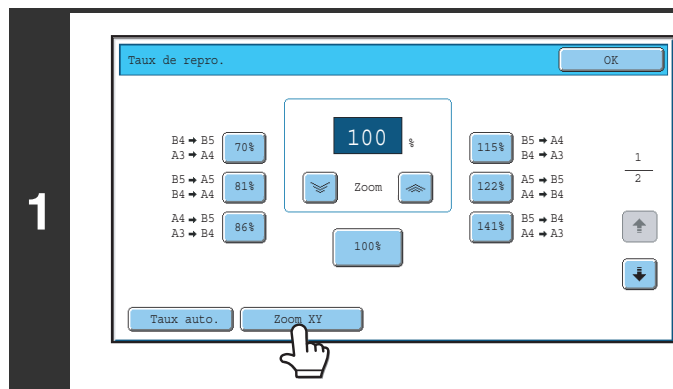 1
Taux de repro.
OK
100 %
Zoom
B4 → B5
A3 → A4
70%
B5 → A5
B4 → A4
81%
A4 → B5
A3 → B4
86%
100%
115%
B5 → A4
B4 → A3
122%
A5 → B5
A4 → B4
141%
B5 → B4
A4 → A3
1
2
Taux auto.
Zoom XY